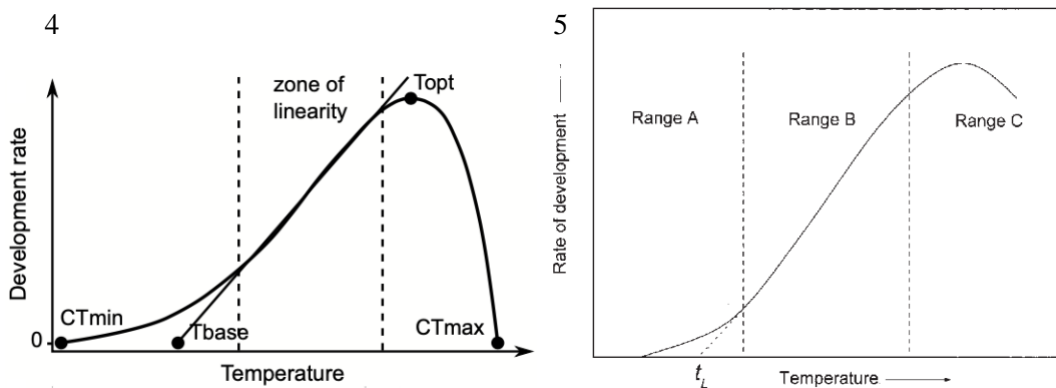 4
zone of
linearity
Topt
Development rate
0
CTmin
Tbase
CTmax
Temperature
5
Range A
Range B
Range C
Rate of development
t_L
Temperature